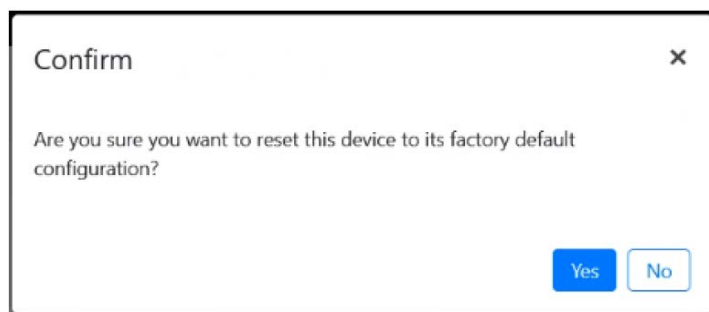 Confirm
Are you sure you want to reset this device to its factory default
configuration?
Yes No